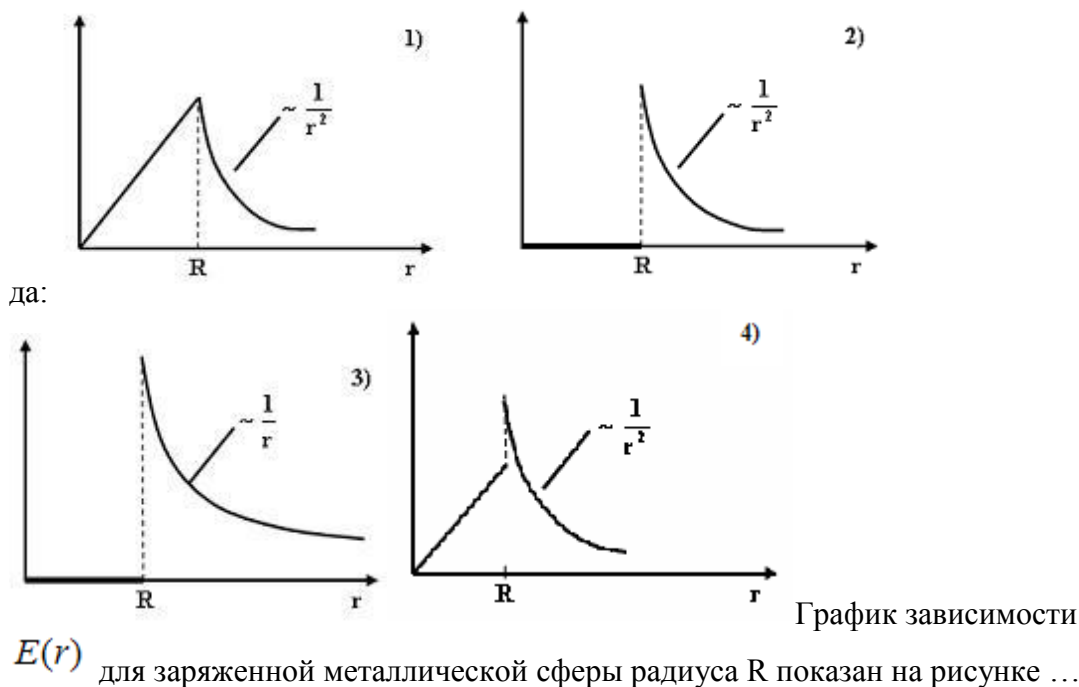 1)
~ 1/r²
R
r
2)
~ 1/r²
R
r
да:
3)
~ 1/r
R
r
4)
~ 1/r²
R
r
График зависимости
E(r) для заряженной металлической сферы радиуса R показан на рисунке …